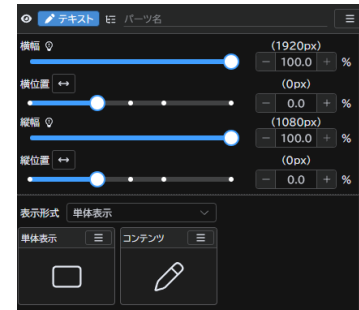 テキスト パーツ名
横幅 (1920px)
− 100.0 + %
横位置 ↔ (0px)
− 0.0 + %
縦幅 (1080px)
− 100.0 + %
縦位置 ↔ (0px)
− 0.0 + %
表示形式 単体表示
単体表示 コンテンツ